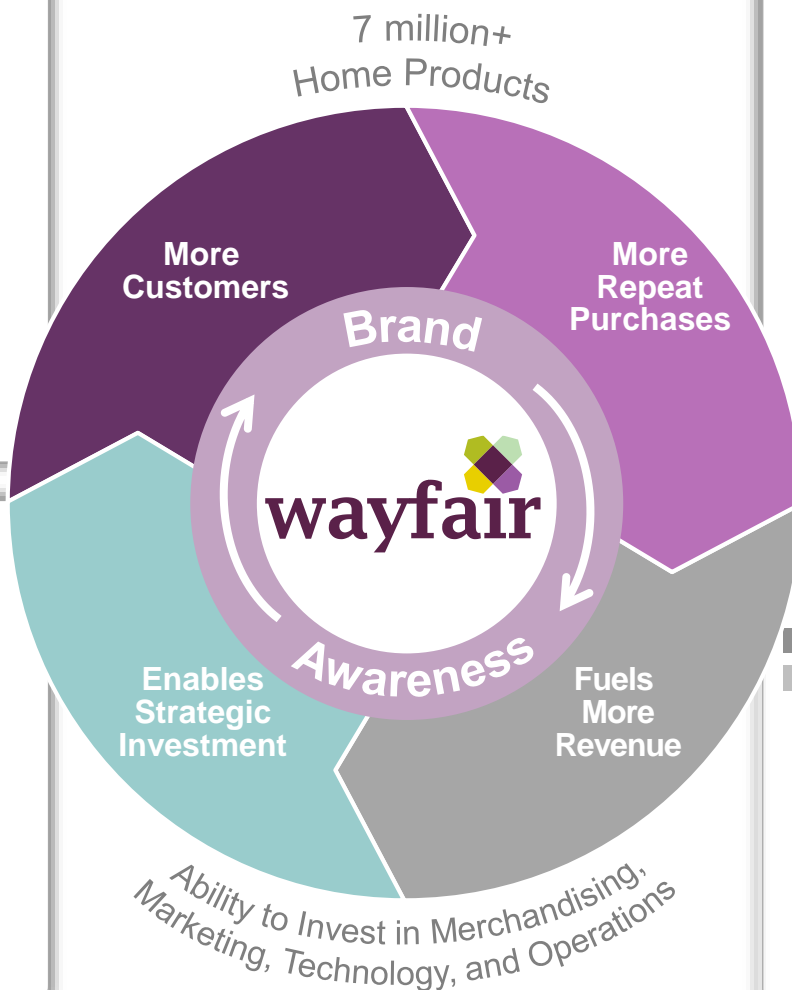 7 million+
Home Products
More
Customers
More
Repeat
Purchases
Brand
wayfair
Awareness
Enables
Strategic
Investment
Fuels
More
Revenue
Ability to Invest in Merchandising,
Marketing, Technology, and Operations